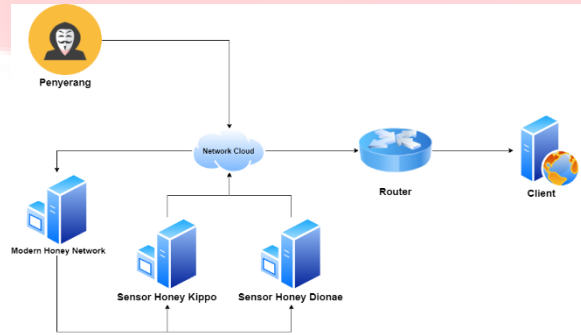 Penyerang
Network Cloud
Router
Client
Modern Honey Network
Sensor Honey Kippo
Sensor Honey Dionae